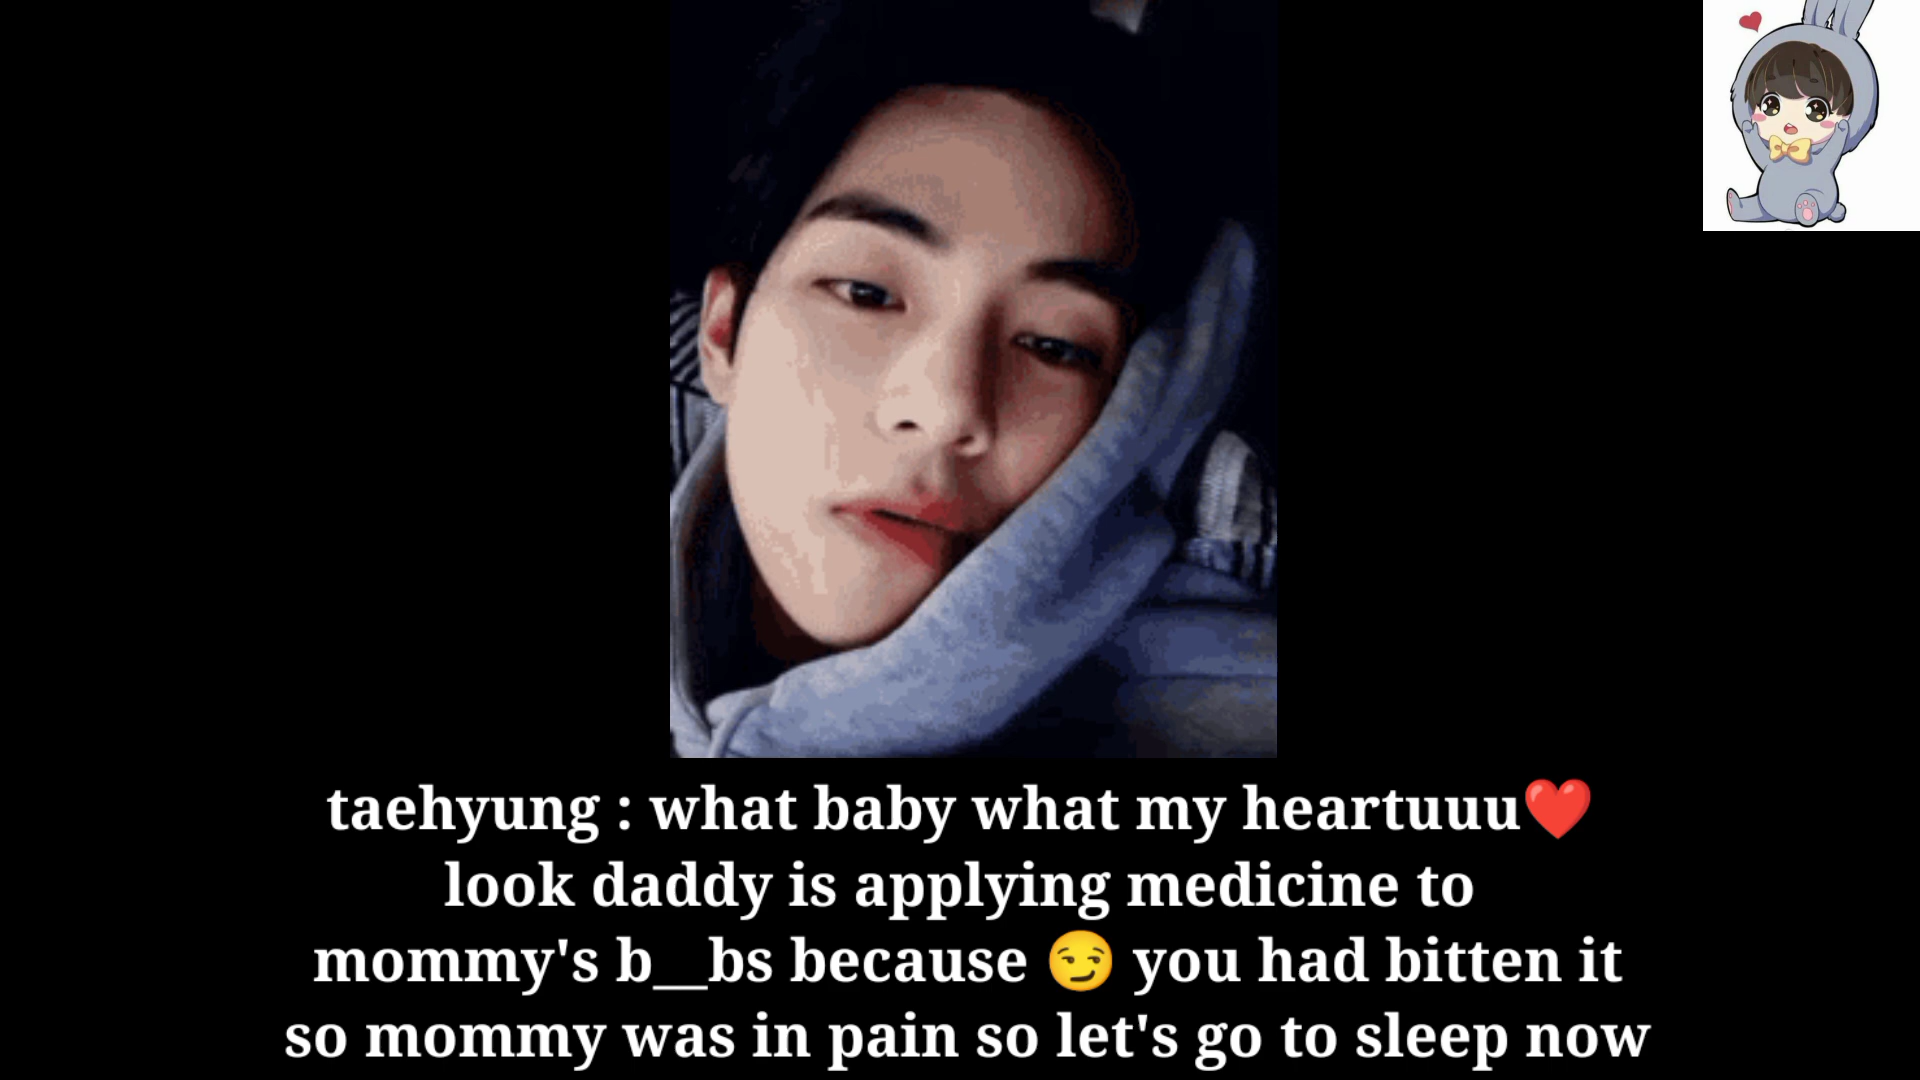 taehyung : what baby what my heartuuu❤️
look daddy is applying medicine to
mommy's b__bs because 😏 you had bitten it
so mommy was in pain so let's go to sleep now